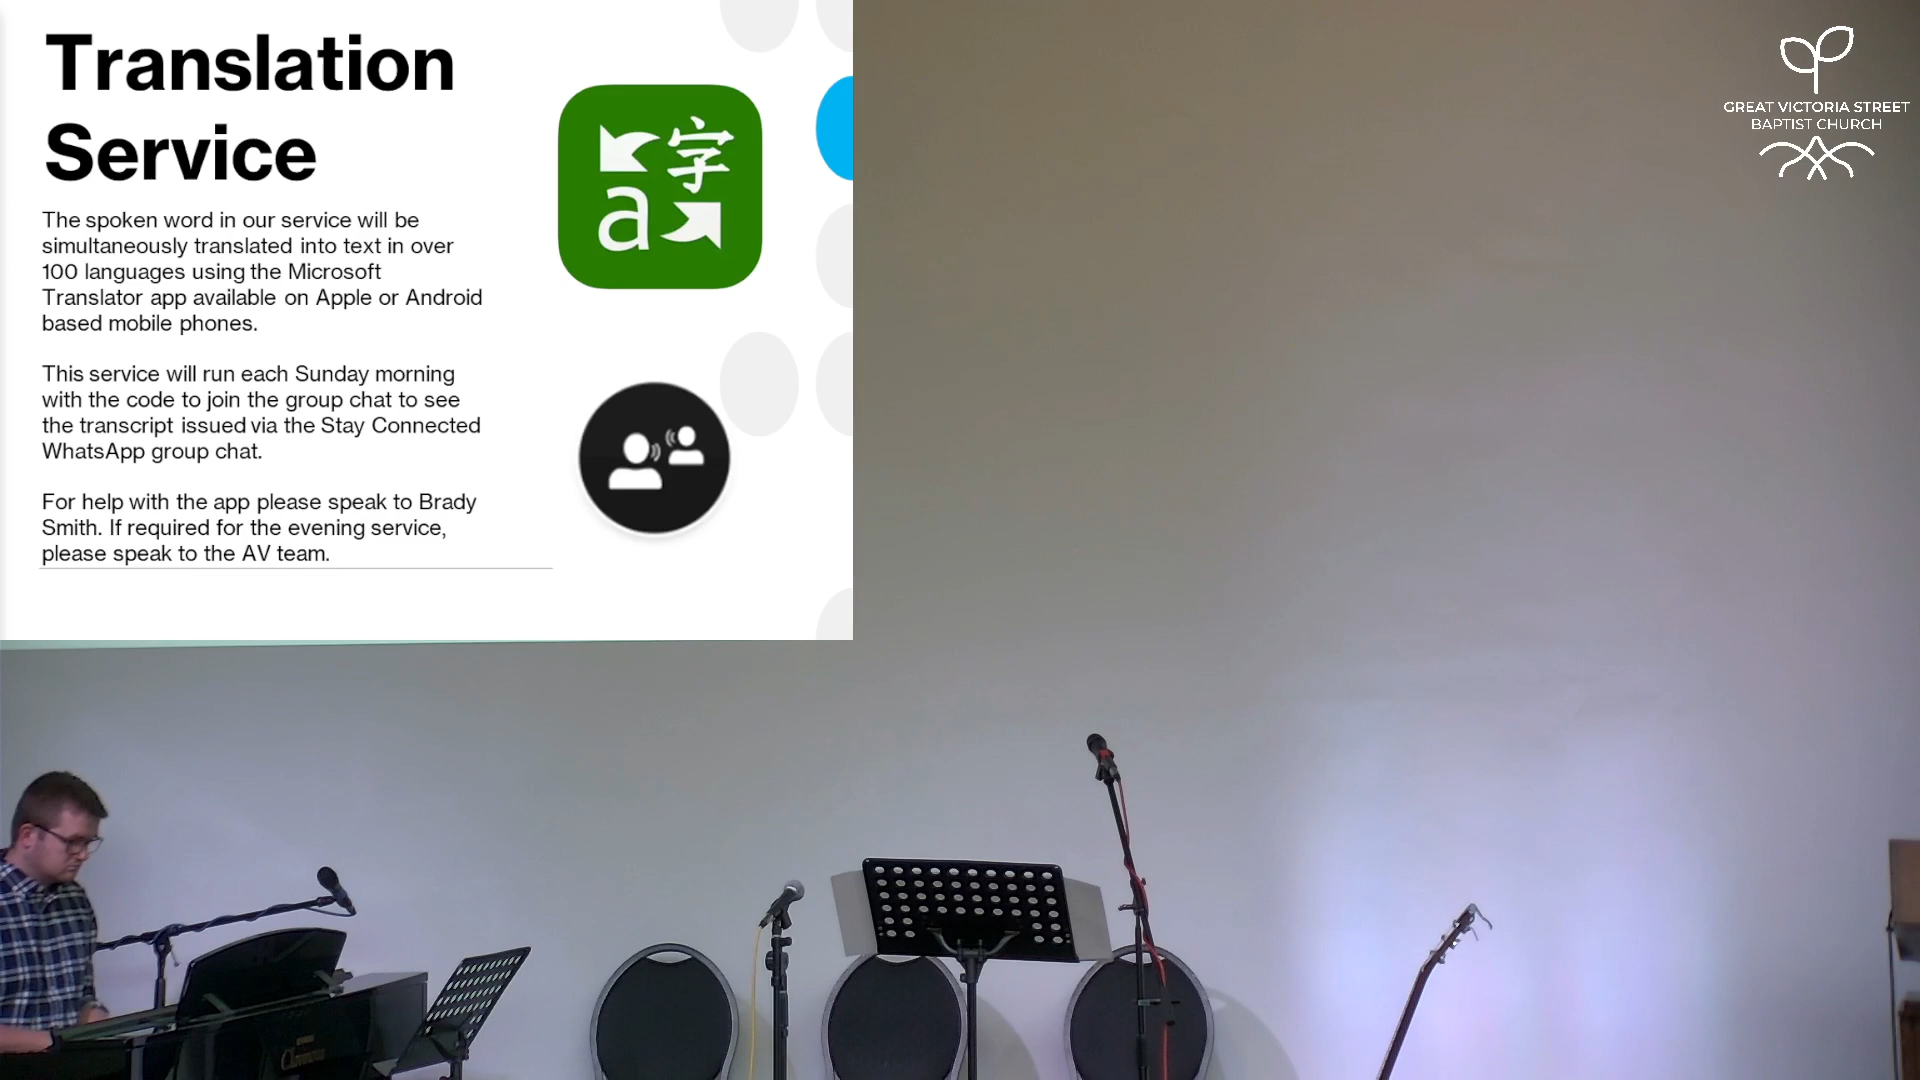 Translation
Service
The spoken word in our service will be
simultaneously translated into text in over
100 languages using the Microsoft
Translator app available on Apple or Android
based mobile phones.
This service will run each Sunday morning
with the code to join the group chat to see
the transcript issued via the Stay Connected
WhatsApp group chat.
For help with the app please speak to Brady
Smith. If required for the evening service,
please speak to the AV team.
字
a
GREAT VICTORIA STREET
BAPTIST CHURCH
Clavinova